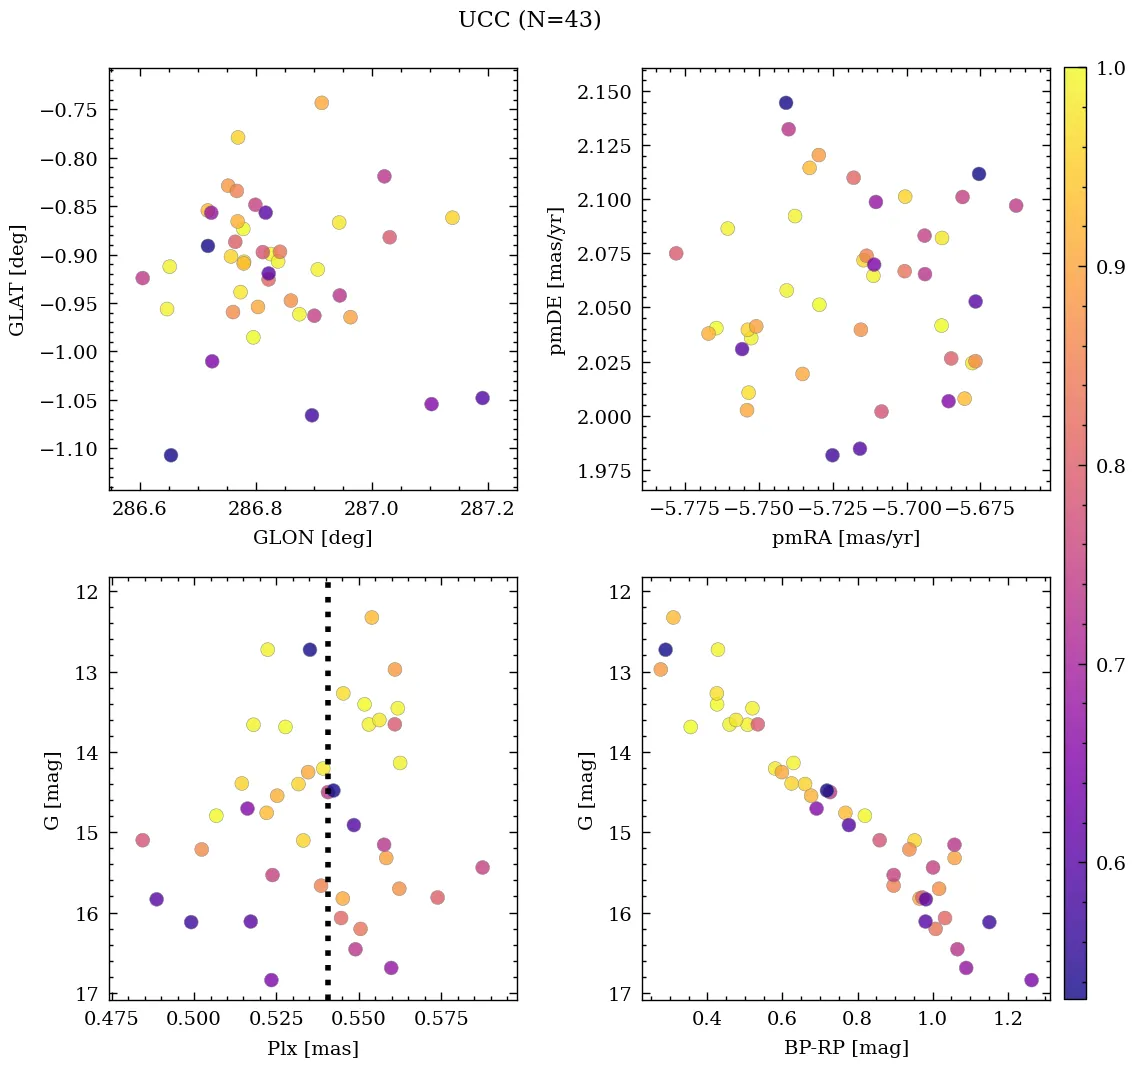 UCC (N=43)
−0.75
−0.80
−0.85
−0.90
−0.95
−1.00
−1.05
−1.10
GLAT [deg]
286.6 286.8 287.0 287.2
GLON [deg]
2.150
2.125
2.100
2.075
2.050
2.025
2.000
1.975
pmDE [mas/yr]
−5.775 −5.750 −5.725 −5.700 −5.675
pmRA [mas/yr]
1.0
0.9
0.8
0.7
0.6
12
13
14
15
16
17
G [mag]
0.475 0.500 0.525 0.550 0.575
Plx [mas]
12
13
14
15
16
17
G [mag]
0.4 0.6 0.8 1.0 1.2
BP-RP [mag]